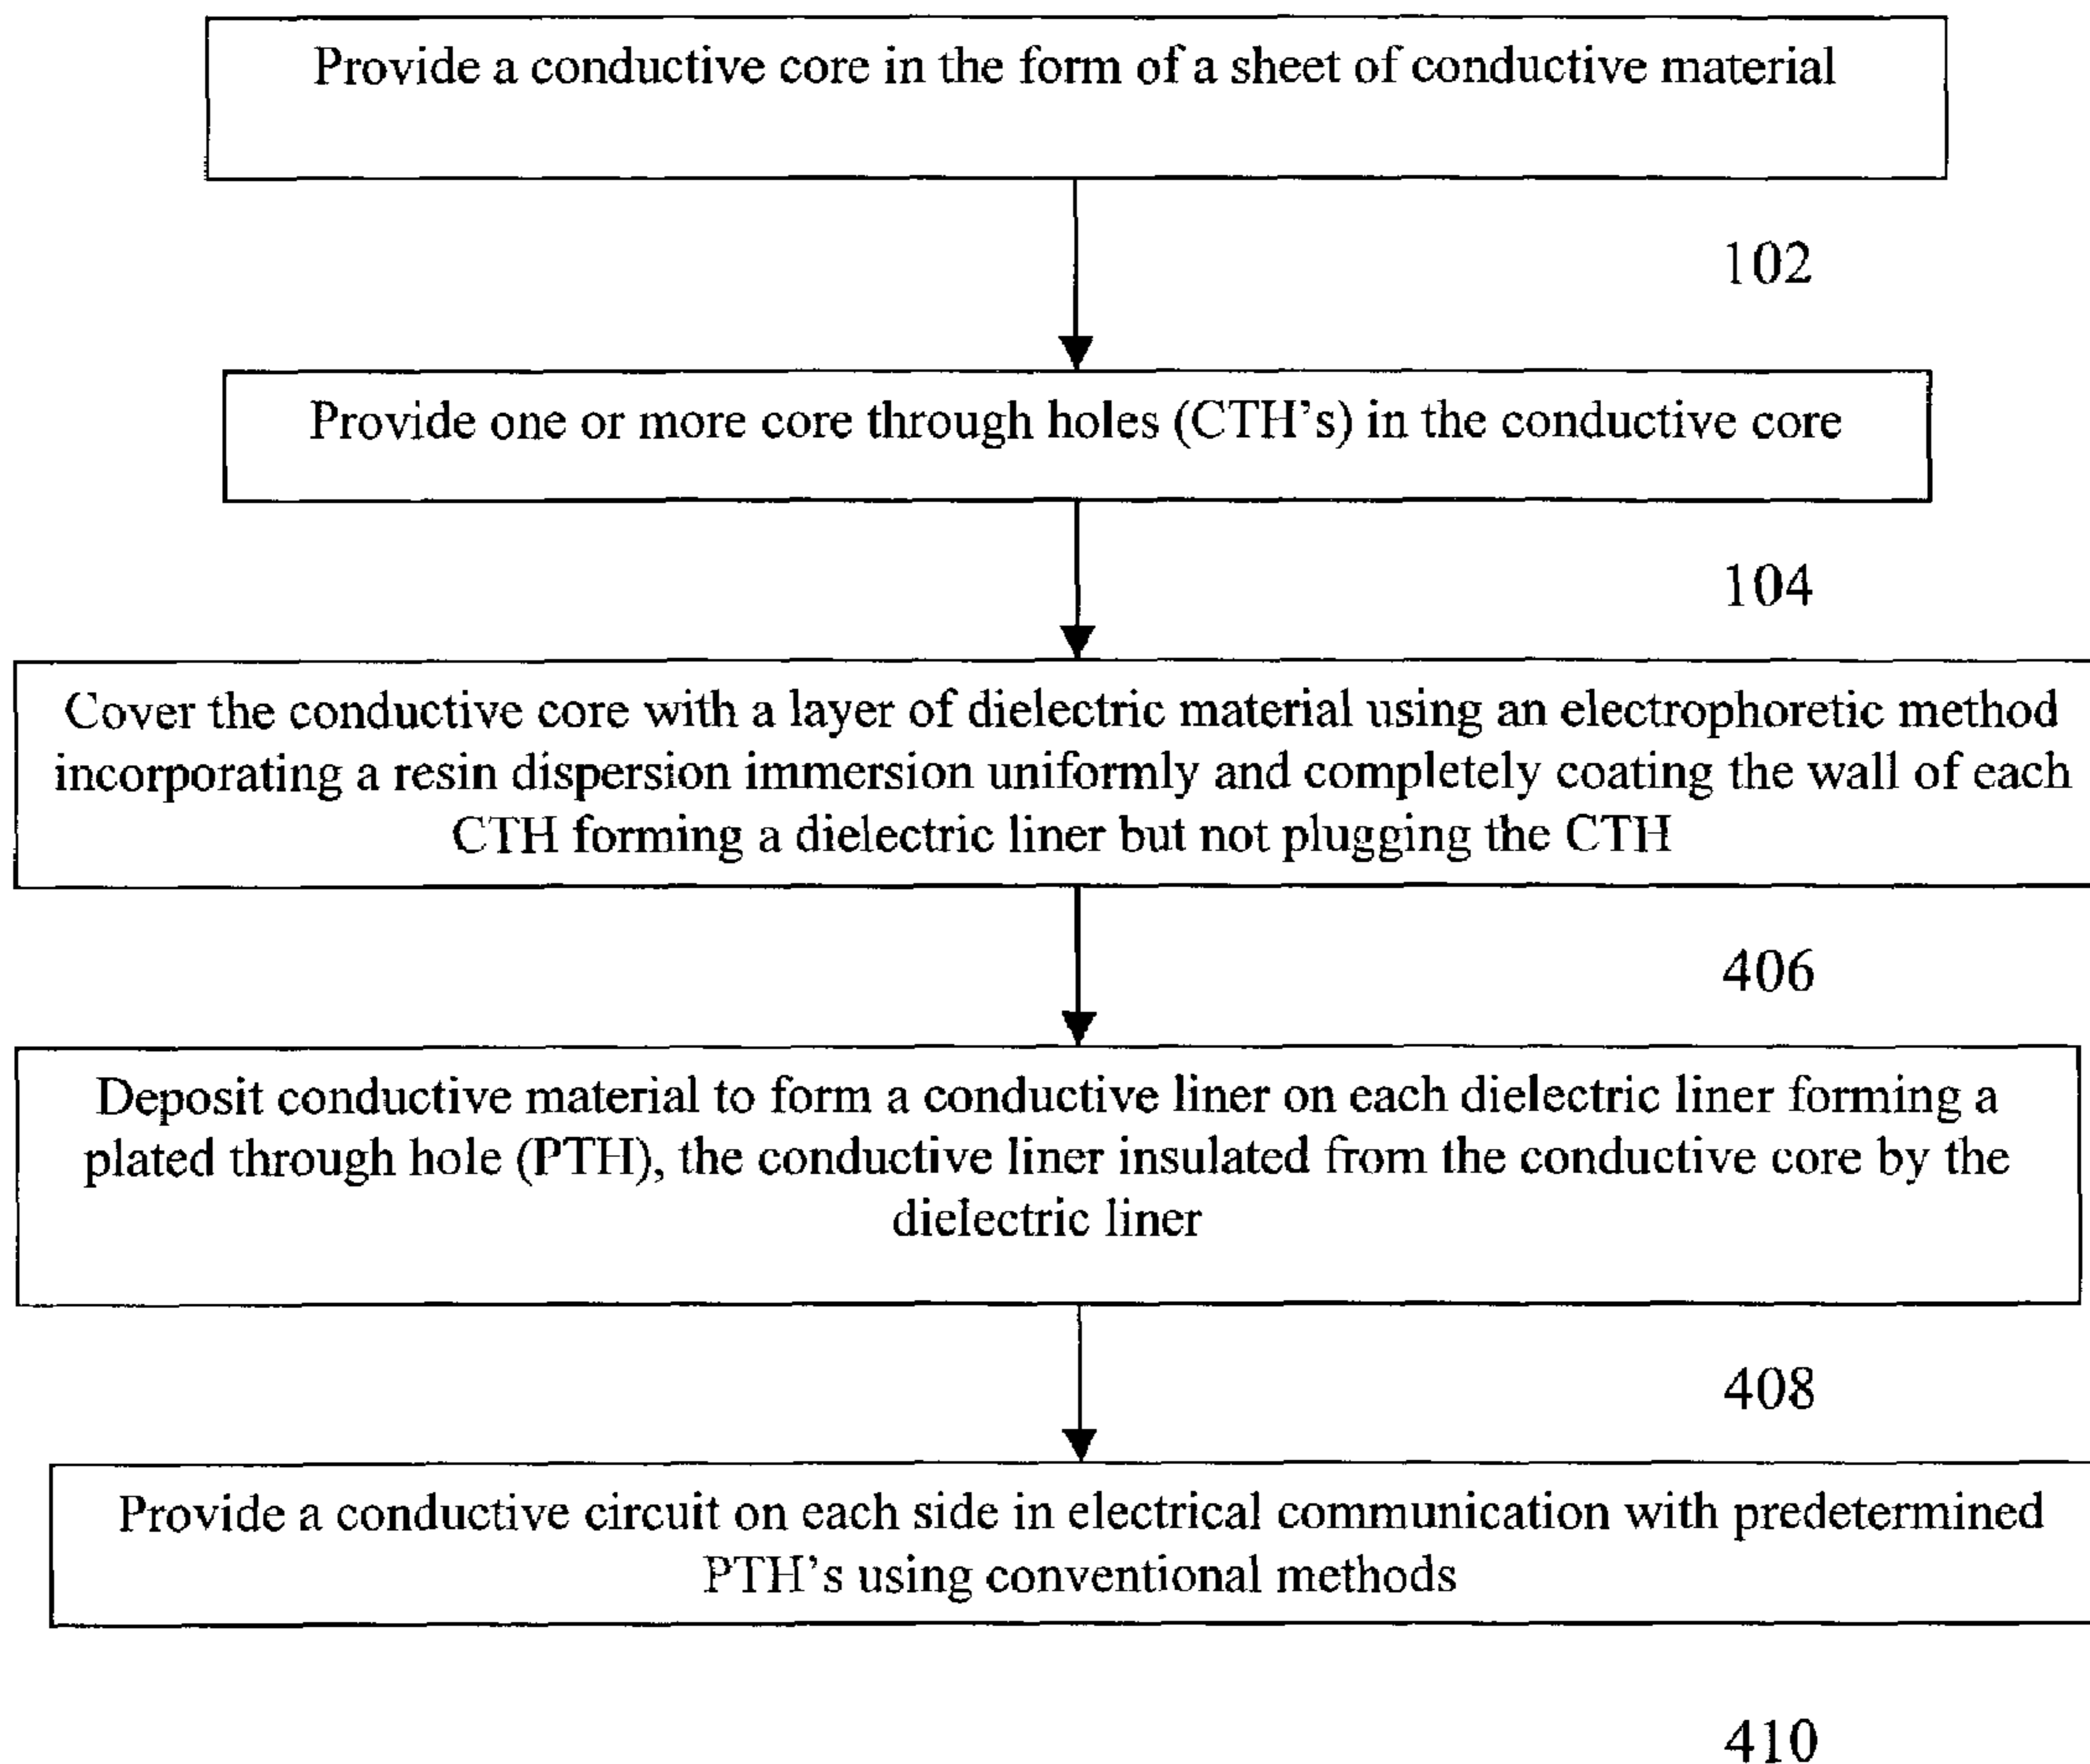 Provide a conductive core in the form of a sheet of conductive material
102
Provide one or more core through holes (CTH's) in the conductive core
104
Cover the conductive core with a layer of dielectric material using an electrophoretic method
incorporating a resin dispersion immersion uniformly and completely coating the wall of each
CTH forming a dielectric liner but not plugging the CTH
406
Deposit conductive material to form a conductive liner on each dielectric liner forming a
plated through hole (PTH), the conductive liner insulated from the conductive core by the
dielectric liner
408
Provide a conductive circuit on each side in electrical communication with predetermined
PTH's using conventional methods
410